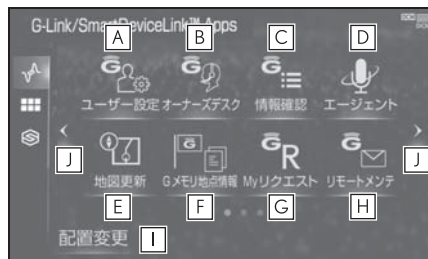 G-Link/SmartDeviceLink™ Apps
A B C D
ユーザー設定 オーナーズデスク 情報確認 エージェント
J J
地図更新 Gメモリ地点情報 Myリクエスト リモートメンテ
E F G H
配置変更 I